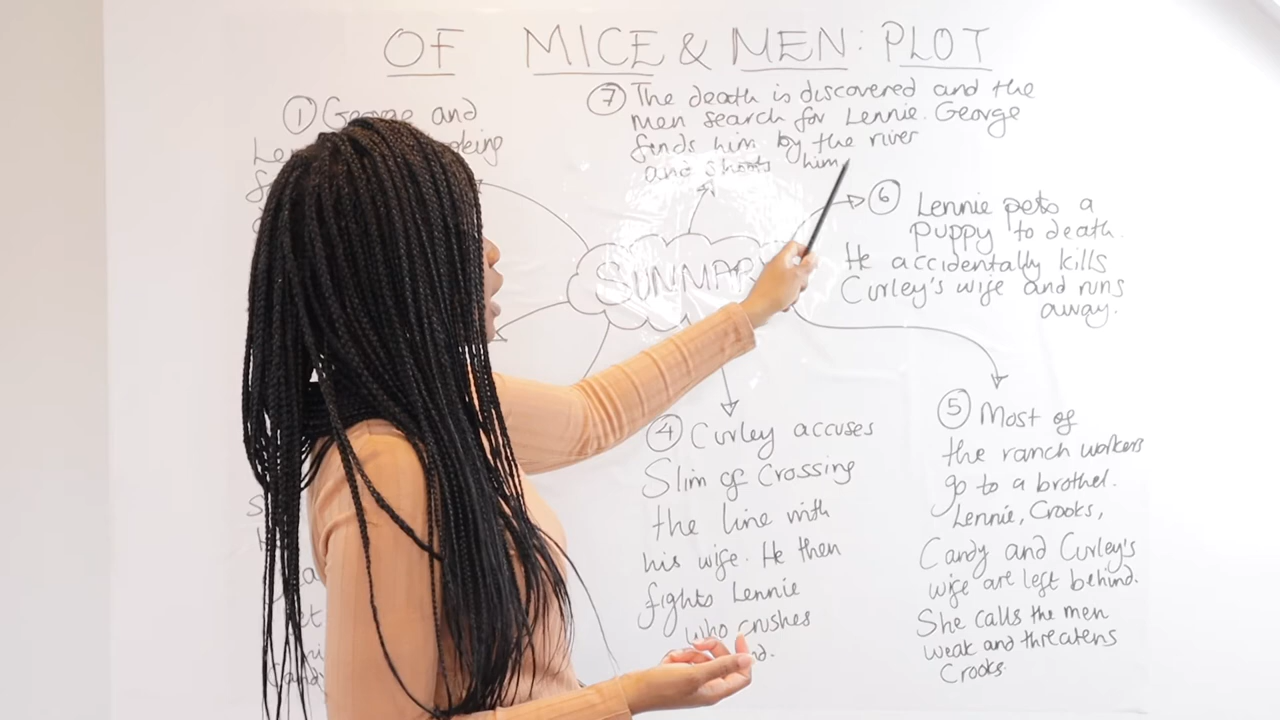 OF MICE & MEN: PLOT
① George and
⑦ The death is discovered and the
men search for Lennie. George
finds him by the river
and shoots him.
SUMMARY
⑥ Lennie pets a
puppy to death.
He accidentally kills
Curley's wife and runs
away.
④ Curley accuses
Slim of crossing
the line with
his wife. He then
fights Lennie
who crushes
⑤ Most of
the ranch workers
go to a brothel.
Lennie, Crooks,
Candy and Curley's
wife are left behind.
She calls the men
weak and threatens
Crooks.